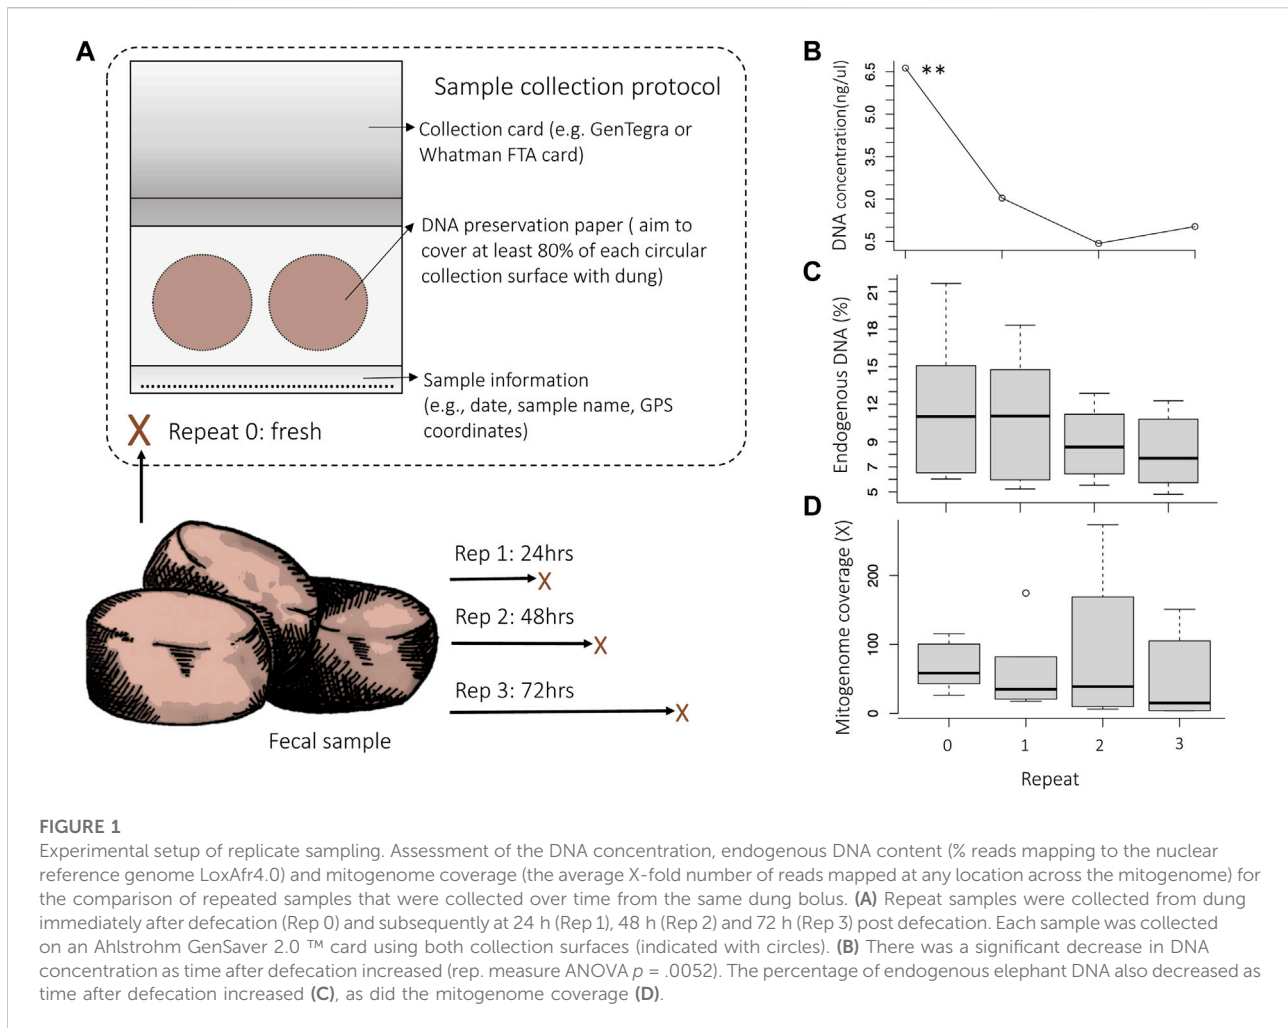 A
Sample collection protocol
Collection card (e.g. GenTegra or
Whatman FTA card)
DNA preservation paper ( aim to
cover at least 80% of each circular
collection surface with dung)
Sample information
(e.g., date, sample name, GPS
coordinates)
X Repeat 0: fresh
Rep 1: 24hrs
X
Rep 2: 48hrs
X
Rep 3: 72hrs
X
Fecal sample
B
DNA concentration(ng/ul)
6.5
5.0
3.5
2.0
0.5
**
C
Endogenous DNA (%)
21
18
15
12
9
7
5
D
Mitogenome coverage (X)
200
100
0
0 1 2 3
Repeat
FIGURE 1
Experimental setup of replicate sampling. Assessment of the DNA concentration, endogenous DNA content (% reads mapping to the nuclear
reference genome LoxAfr4.0) and mitogenome coverage (the average X-fold number of reads mapped at any location across the mitogenome) for
the comparison of repeated samples that were collected over time from the same dung bolus. (A) Repeat samples were collected from dung
immediately after defecation (Rep 0) and subsequently at 24 h (Rep 1), 48 h (Rep 2) and 72 h (Rep 3) post defecation. Each sample was collected
on an Ahlstrohm GenSaver 2.0 ™ card using both collection surfaces (indicated with circles). (B) There was a significant decrease in DNA
concentration as time after defecation increased (rep. measure ANOVA p = .0052). The percentage of endogenous elephant DNA also decreased as
time after defecation increased (C), as did the mitogenome coverage (D).